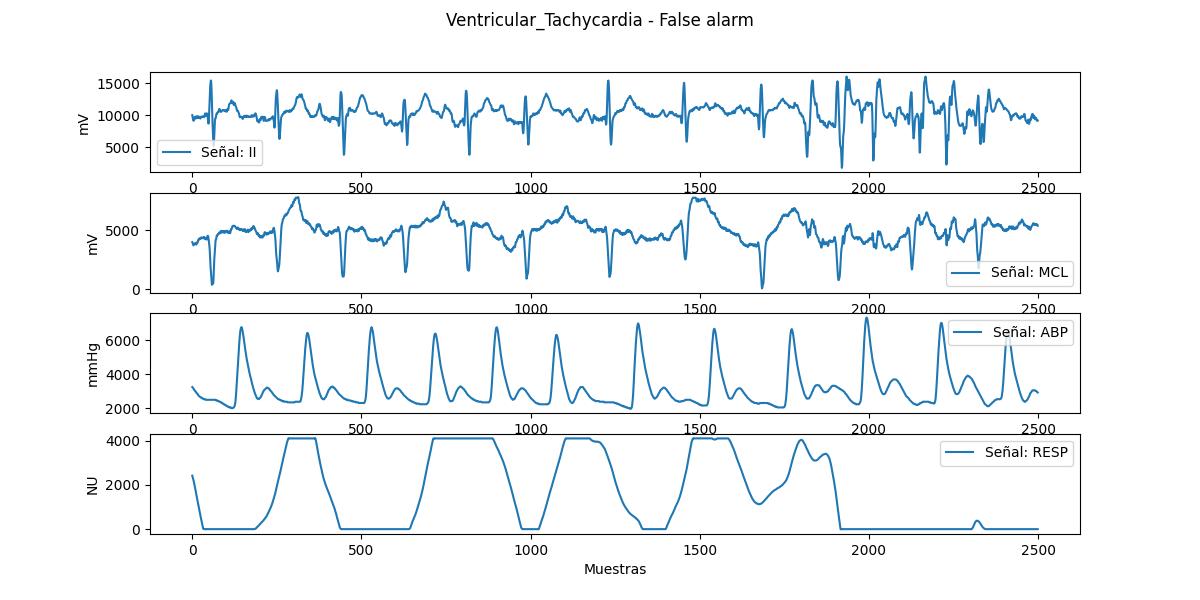 Ventricular_Tachycardia - False alarm
15000
10000
5000
mV
Señal: II
0 500 1000 1500 2000 2500
5000
0
mV
Señal: MCL
0 500 1000 1500 2000 2500
6000
4000
2000
mmHg
Señal: ABP
0 500 1000 1500 2000 2500
4000
2000
0
NU
Señal: RESP
0 500 1000 1500 2000 2500
Muestras